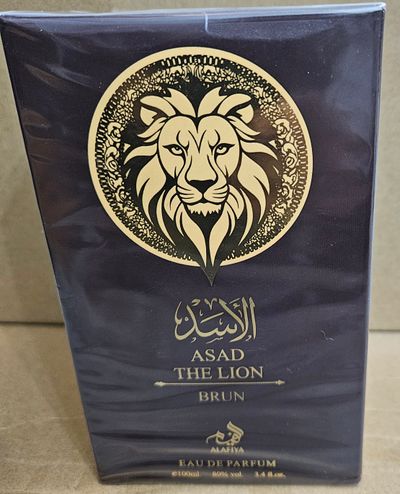 الأسد
ASAD
THE LION
BRUN
ALAFIYA
EAU DE PARFUM
℮100ml 80% vol. 3.4 fl.oz.